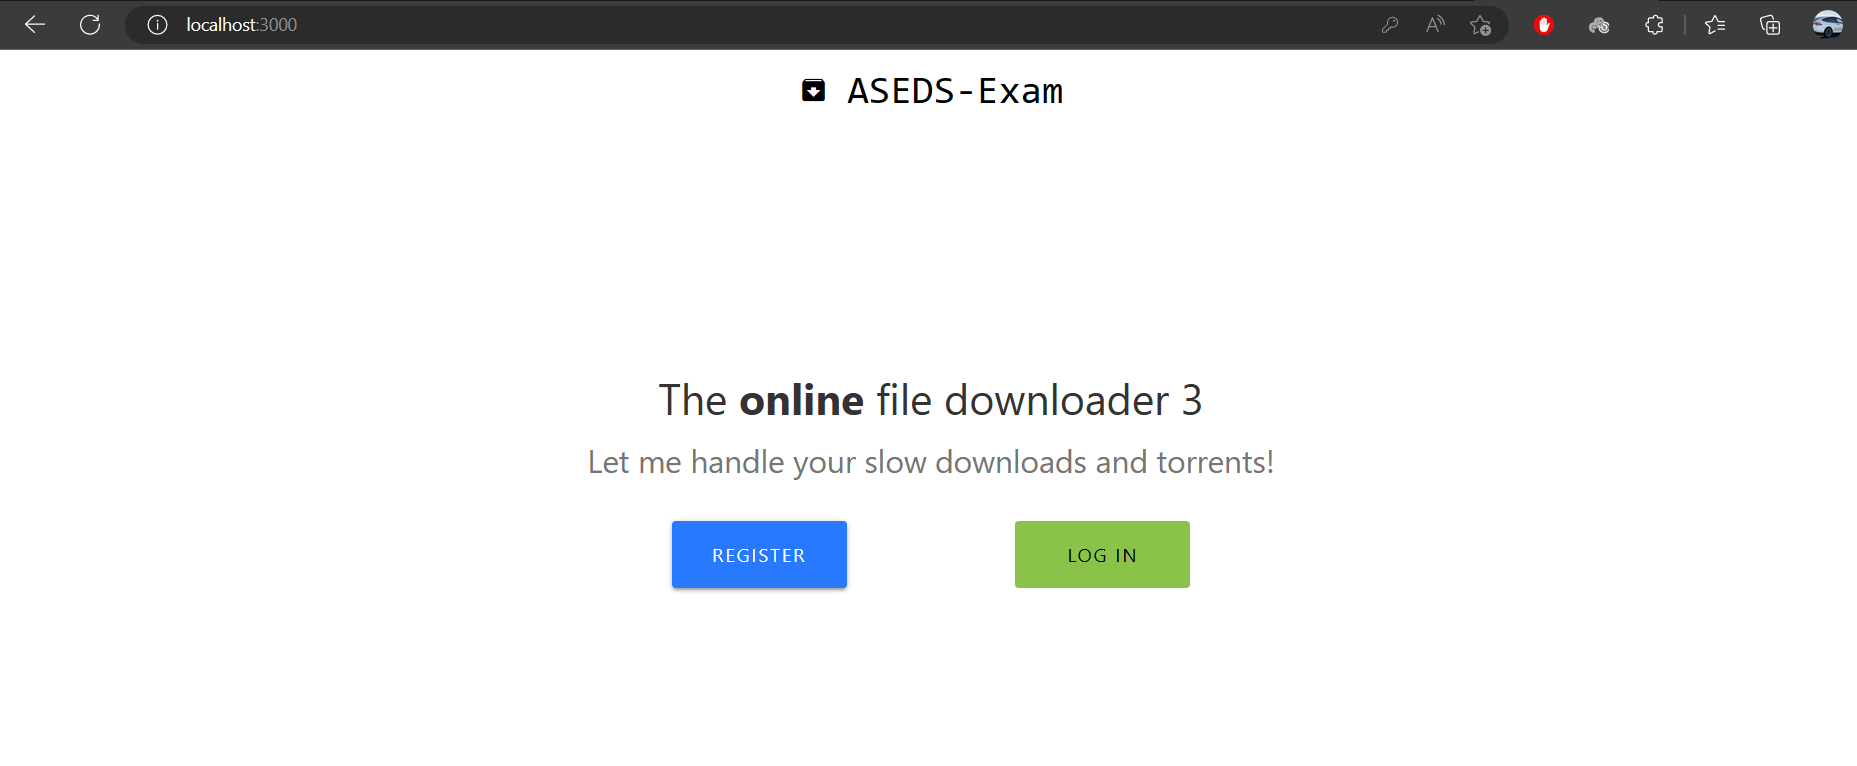 localhost:3000
ASEDS-Exam
The online file downloader 3
Let me handle your slow downloads and torrents!
REGISTER
LOG IN